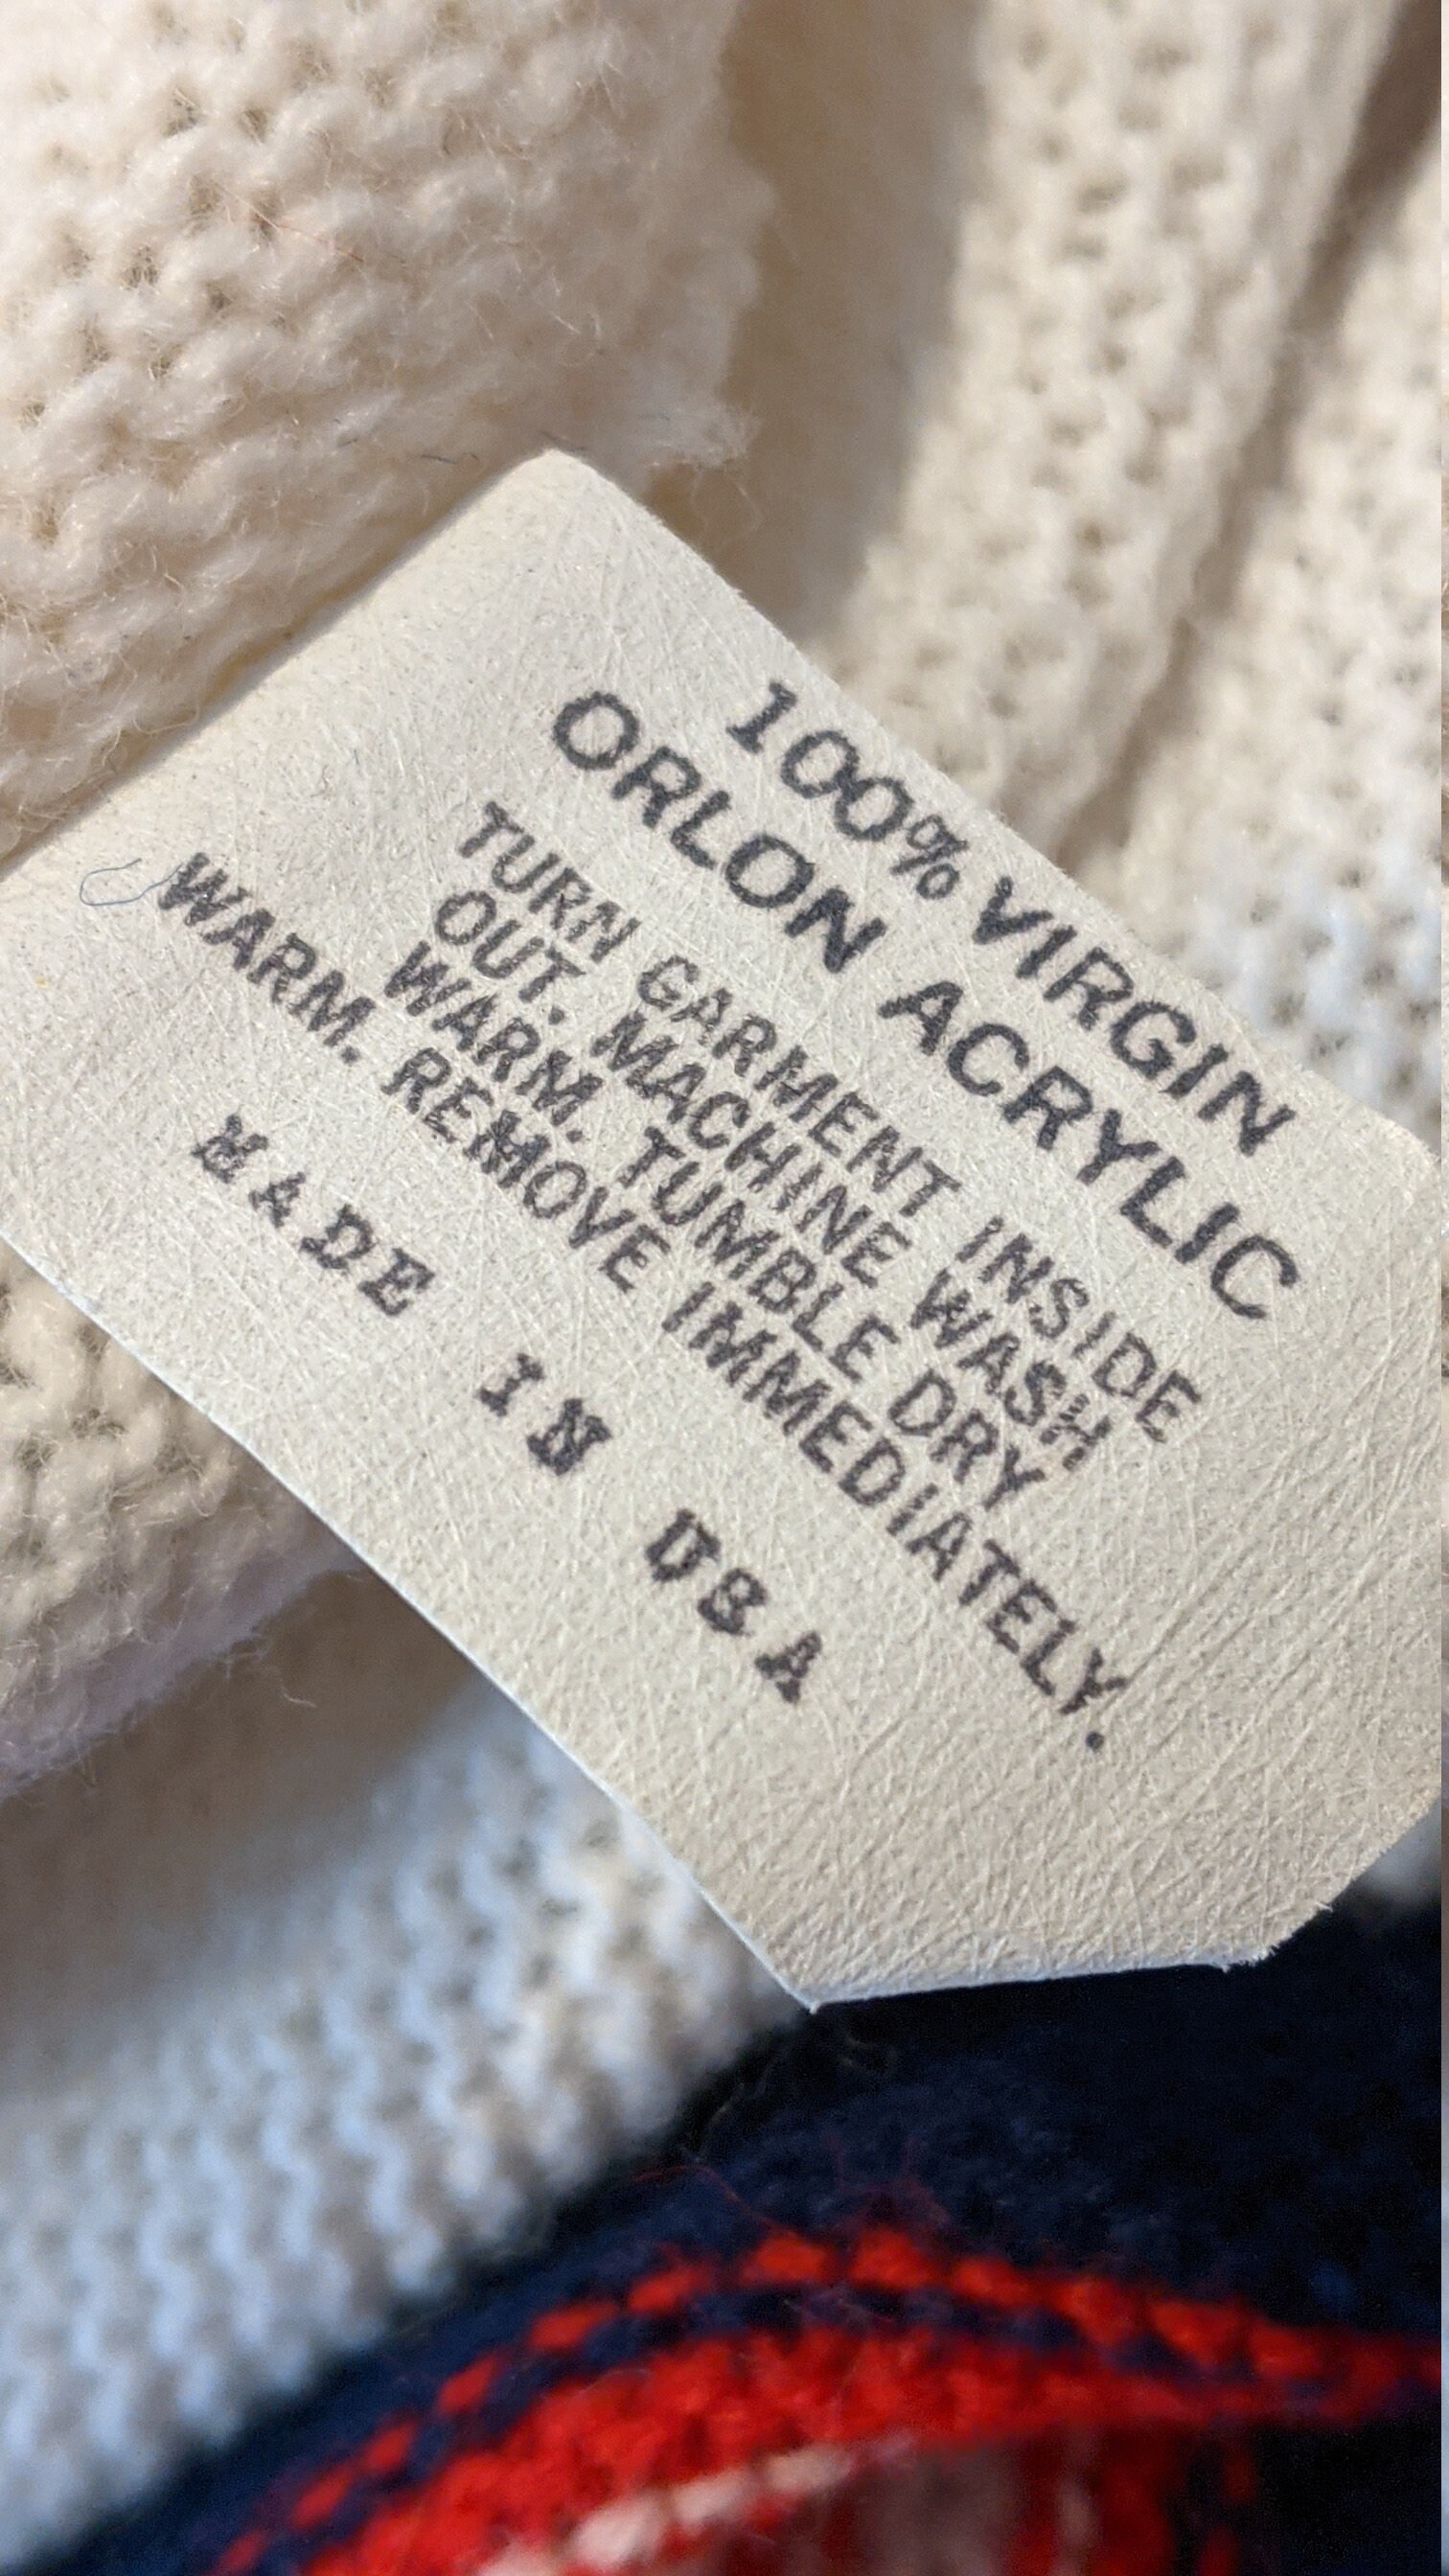 100% VIRGIN
ORLON ACRYLIC
TURN GARMENT INSIDE
OUT. MACHINE WASH
WARM. TUMBLE DRY
WARM. REMOVE IMMEDIATELY.
MADE IN USA